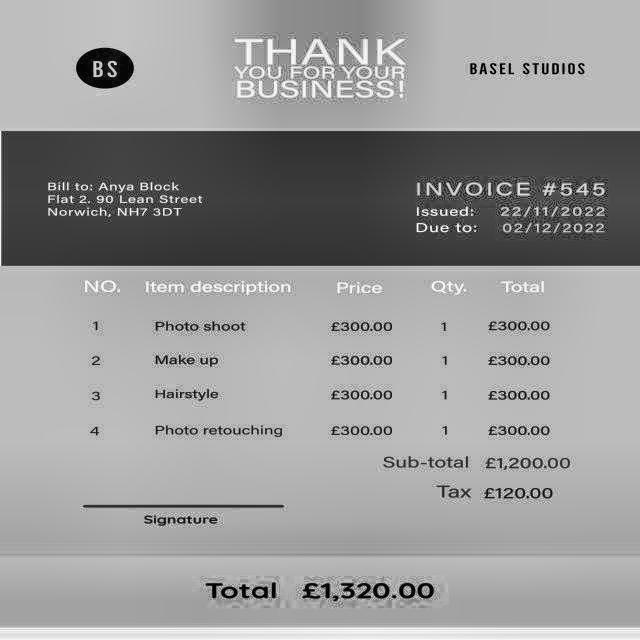 BS
THANK
YOU FOR YOUR
BUSINESS!
BASEL STUDIOS
Bill to: Anya Block
Flat 2. 90 Lean Street
Norwich, NH7 3DT
INVOICE #545
Issued: 22/11/2022
Due to: 02/12/2022
NO. Item description Price Qty. Total
1 Photo shoot £300.00 1 £300.00
2 Make up £300.00 1 £300.00
3 Hairstyle £300.00 1 £300.00
4 Photo retouching £300.00 1 £300.00
Sub-total £1,200.00
Tax £120.00
Signature
Total £1,320.00